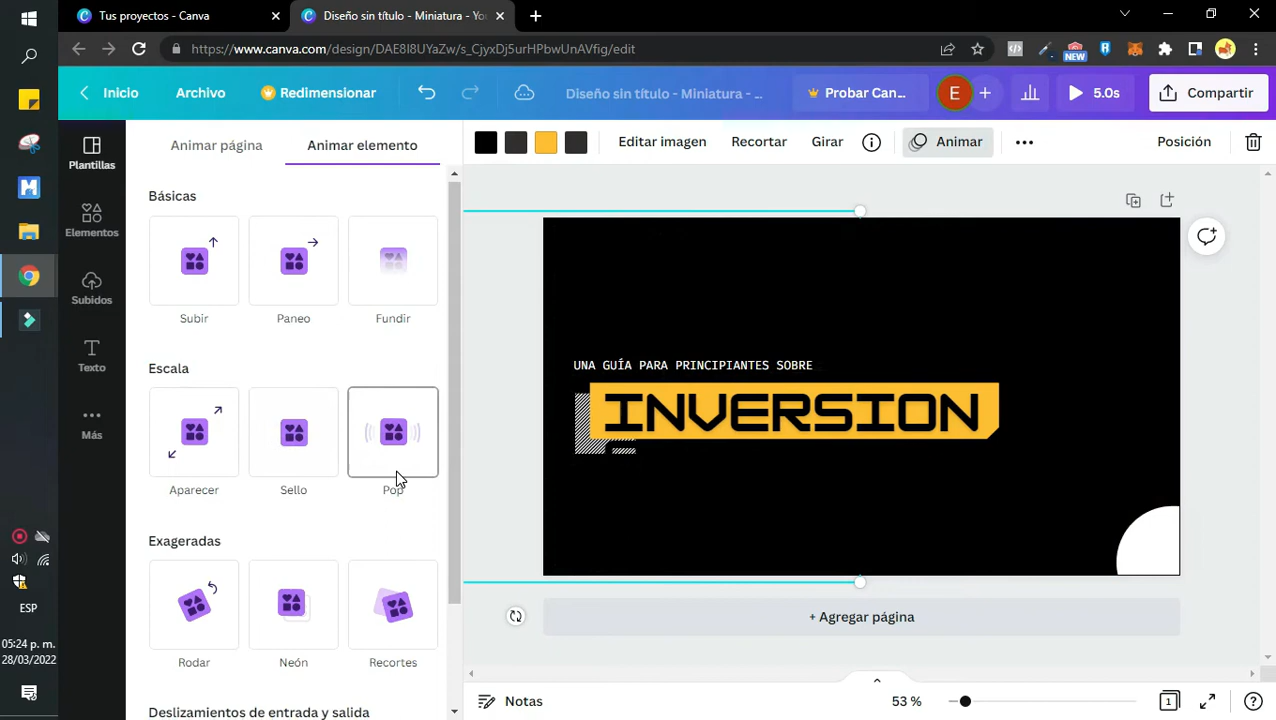 Tus proyectos - Canva
Diseño sin título - Miniatura - You
https://www.canva.com/design/DAE8I8UYaZw/s_CjyxDj5urHPbwUnAVfig/edit
NEW
Inicio
Archivo
Redimensionar
Diseño sin título - Miniatura - ...
Probar Can...
E
5.0s
Compartir
Plantillas
Elementos
Subidos
Texto
Más
Animar página
Animar elemento
Editar imagen
Recortar
Girar
Animar
Posición
Básicas
Subir
Paneo
Fundir
Escala
Aparecer
Sello
Pop
Exageradas
Rodar
Neón
Recortes
Deslizamientos de entrada y salida
UNA GUÍA PARA PRINCIPIANTES SOBRE
INVERSION
+ Agregar página
Notas
53 %
1
ESP
05:24 p. m.
28/03/2022